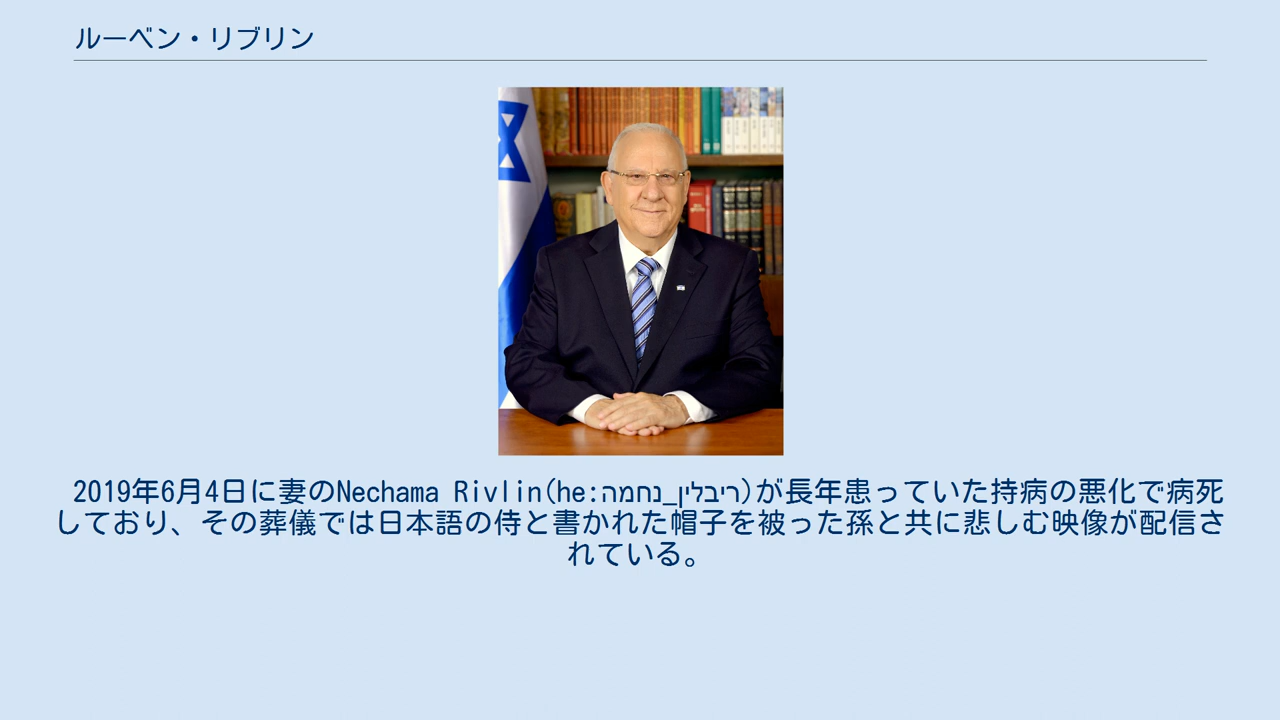 ルーベン・リブリン
2019年6月4日に妻のNechama Rivlin(he:נחמה_ריבלין)が長年患っていた持病の悪化で病死
しており、その葬儀では日本語の侍と書かれた帽子を被った孫と共に悲しむ映像が配信さ
れている。